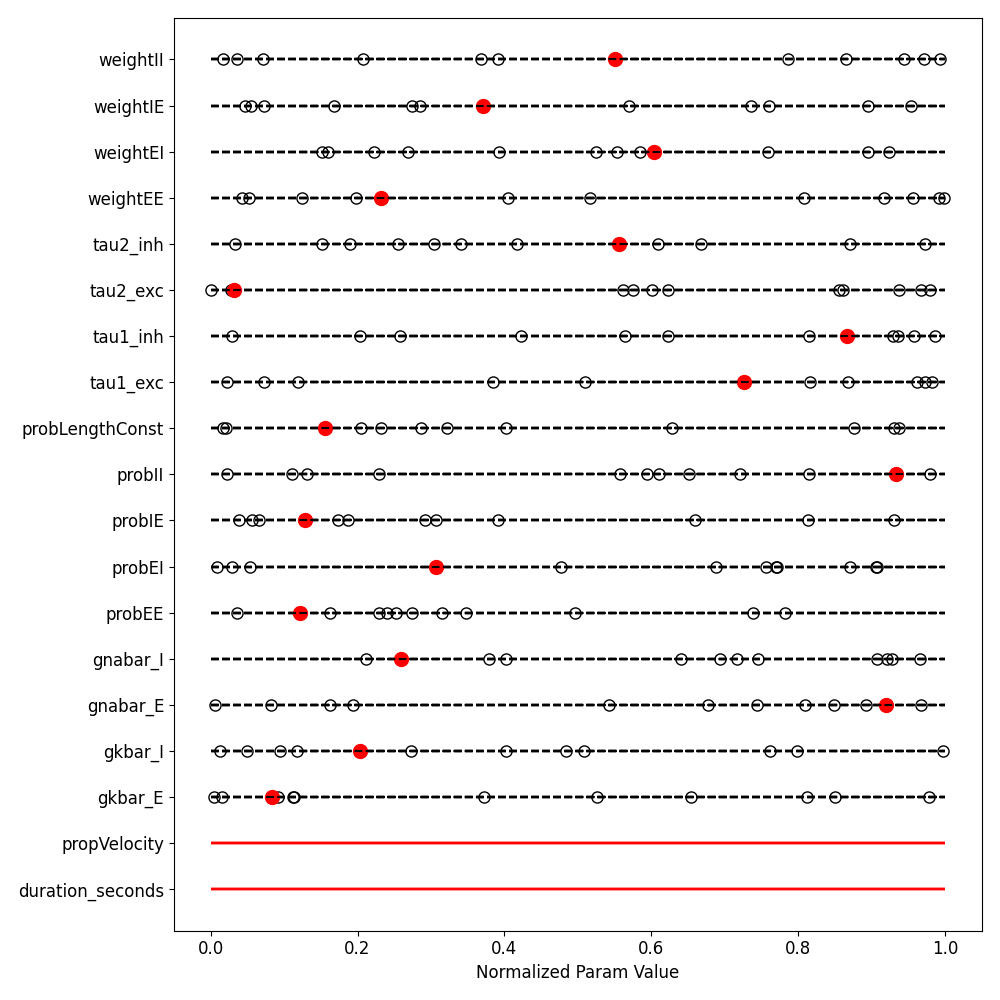 weightII
weightIE
weightEI
weightEE
tau2_inh
tau2_exc
tau1_inh
tau1_exc
probLengthConst
probII
probIE
probEI
probEE
gnabar_I
gnabar_E
gkbar_I
gkbar_E
propVelocity
duration_seconds
0.0 0.2 0.4 0.6 0.8 1.0
Normalized Param Value